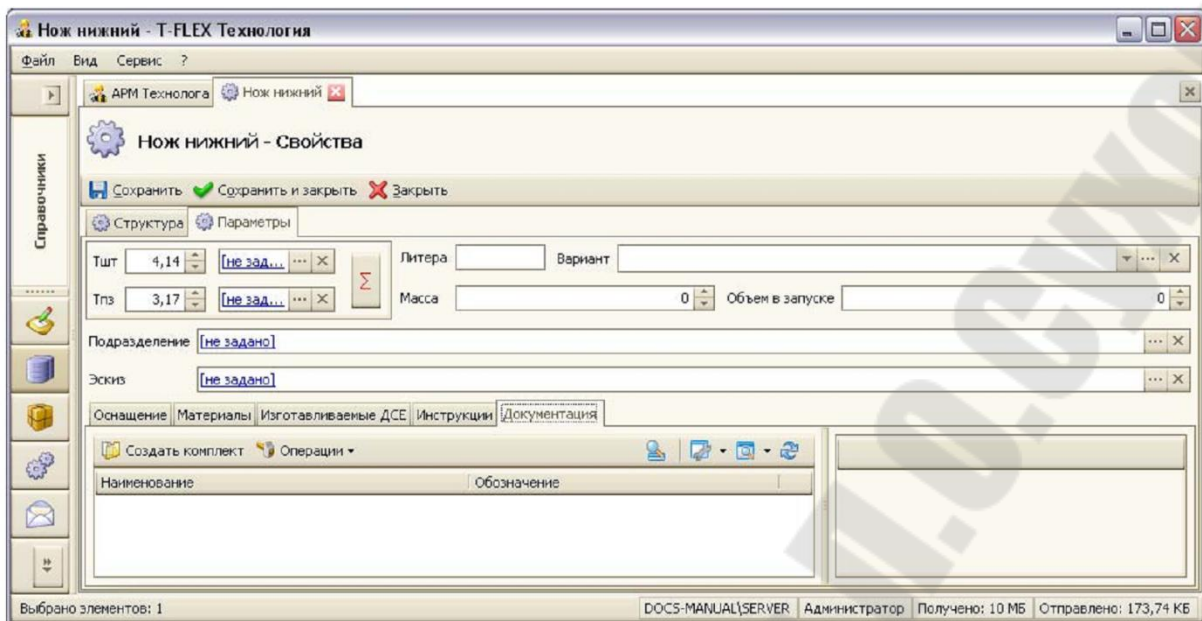 Нож нижний - T-FLEX Технология
Файл Вид Сервис ?
АРМ Технолога Нож нижний
Справочники
Нож нижний - Свойства
Сохранить Сохранить и закрыть Закрыть
Структура Параметры
Тшт 4,14 [не зад... ... Литера Вариант ...
Σ
Тпз 3,17 [не зад... ... Масса 0 Объем в запуске 0
Подразделение [не задано] ...
Эскиз [не задано] ...
Оснащение Материалы Изготавливаемые ДСЕ Инструкции Документация
Создать комплект Операции
Наименование Обозначение
Выбрано элементов: 1 DOCS-MANUAL\SERVER Администратор Получено: 10 МБ Отправлено: 173,74 КБ